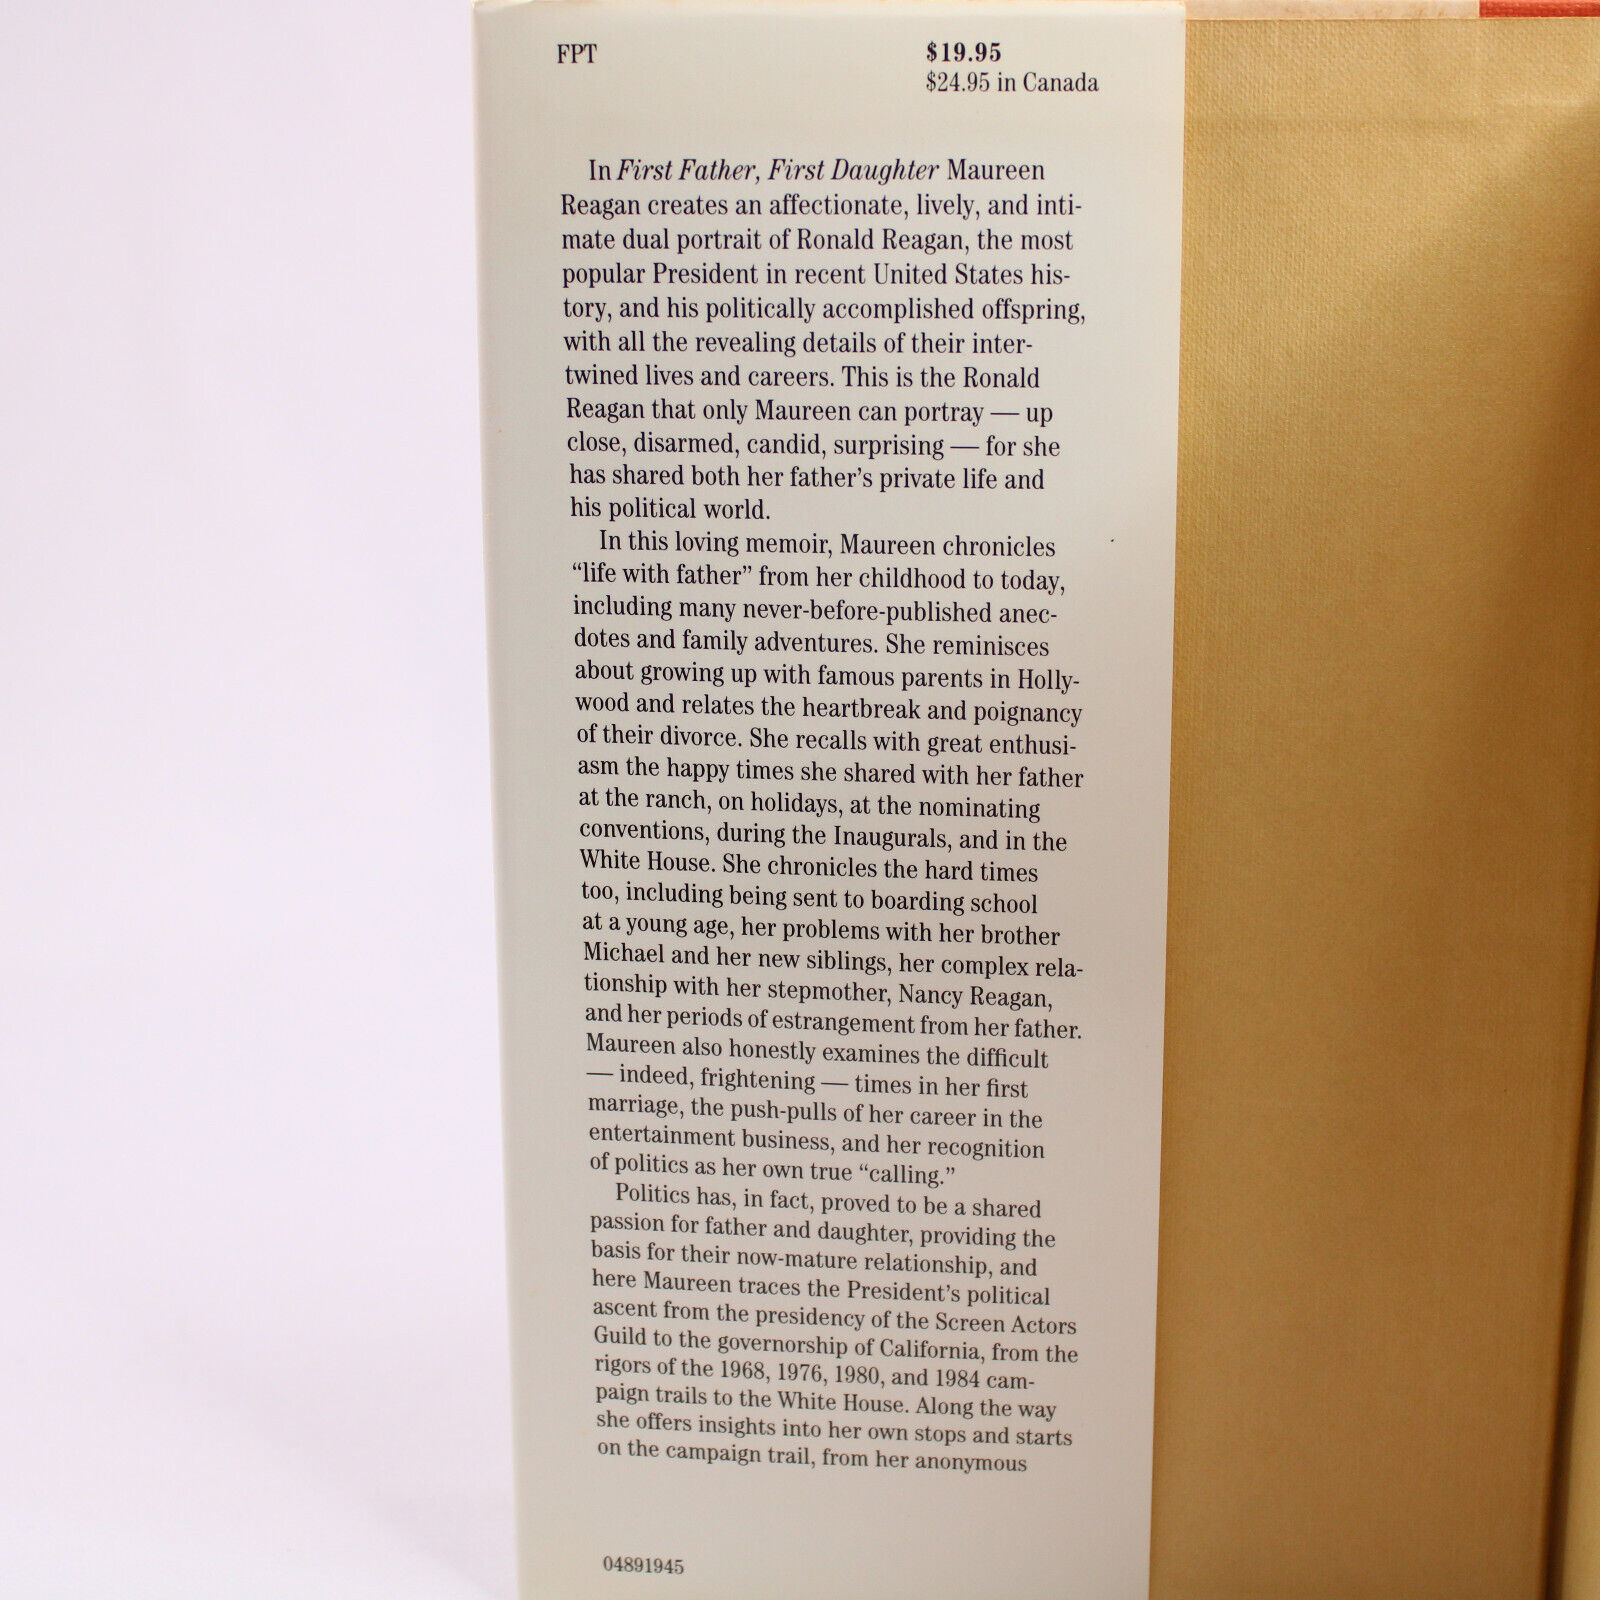 FPT
$19.95
$24.95 in Canada
In First Father, First Daughter Maureen
Reagan creates an affectionate, lively, and inti-
mate dual portrait of Ronald Reagan, the most
popular President in recent United States his-
tory, and his politically accomplished offspring,
with all the revealing details of their inter-
twined lives and careers. This is the Ronald
Reagan that only Maureen can portray — up
close, disarmed, candid, surprising — for she
has shared both her father's private life and
his political world.
In this loving memoir, Maureen chronicles
“life with father” from her childhood to today,
including many never-before-published anec-
dotes and family adventures. She reminisces
about growing up with famous parents in Holly-
wood and relates the heartbreak and poignancy
of their divorce. She recalls with great enthusi-
asm the happy times she shared with her father
at the ranch, on holidays, at the nominating
conventions, during the Inaugurals, and in the
White House. She chronicles the hard times
too, including being sent to boarding school
at a young age, her problems with her brother
Michael and her new siblings, her complex rela-
tionship with her stepmother, Nancy Reagan,
and her periods of estrangement from her father.
Maureen also honestly examines the difficult
— indeed, frightening — times in her first
marriage, the push-pulls of her career in the
entertainment business, and her recognition
of politics as her own true “calling.”
Politics has, in fact, proved to be a shared
passion for father and daughter, providing the
basis for their now-mature relationship, and
here Maureen traces the President's political
ascent from the presidency of the Screen Actors
Guild to the governorship of California, from the
rigors of the 1968, 1976, 1980, and 1984 cam-
paign trails to the White House. Along the way
she offers insights into her own stops and starts
on the campaign trail, from her anonymous
04891945